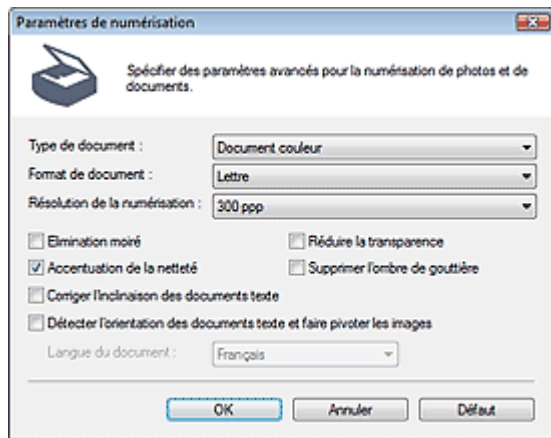 Paramètres de numérisation
Spécifier des paramètres avancés pour la numérisation de photos et de
documents.
Type de document :
Document couleur
Format de document :
Lettre
Résolution de la numérisation :
300 ppp
Elimination moiré
Réduire la transparence
Accentuation de la netteté
Supprimer l'ombre de gouttière
Corriger l'inclinaison des documents texte
Détecter l'orientation des documents texte et faire pivoter les images
Langue du document :
Français
OK
Annuler
Défaut